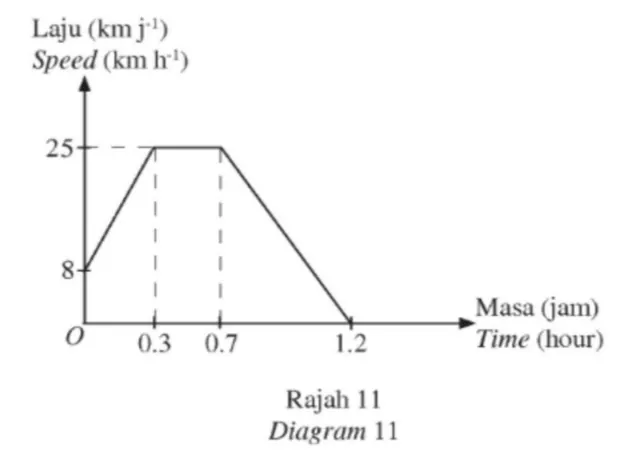 Laju (km j⁻¹)
Speed (km h⁻¹)
25
8
O
0.3 0.7 1.2
Masa (jam)
Time (hour)
Rajah 11
Diagram 11